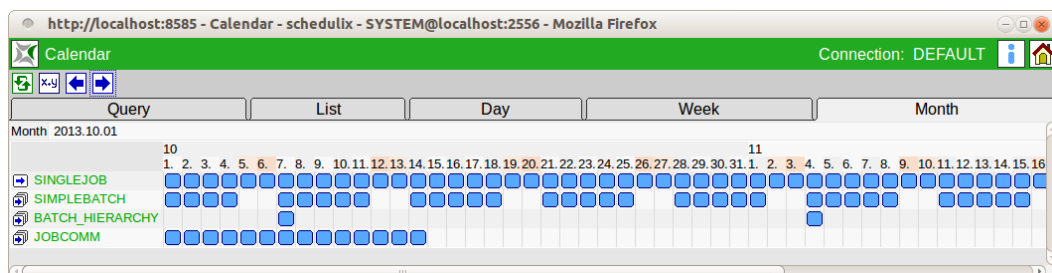 http://localhost:8585 - Calendar - schedulix - SYSTEM@localhost:2556 - Mozilla Firefox
Calendar Connection: DEFAULT i
x.y
Query List Day Week Month
Month 2013.10.01
10 11
1. 2. 3. 4. 5. 6. 7. 8. 9. 10. 11. 12. 13. 14. 15. 16. 17. 18. 19. 20. 21. 22. 23. 24. 25. 26. 27. 28. 29. 30. 31. 1. 2. 3. 4. 5. 6. 7. 8. 9. 10. 11. 12. 13. 14. 15. 16
SINGLEJOB
SIMPLEBATCH
BATCH_HIERARCHY
JOBCOMM